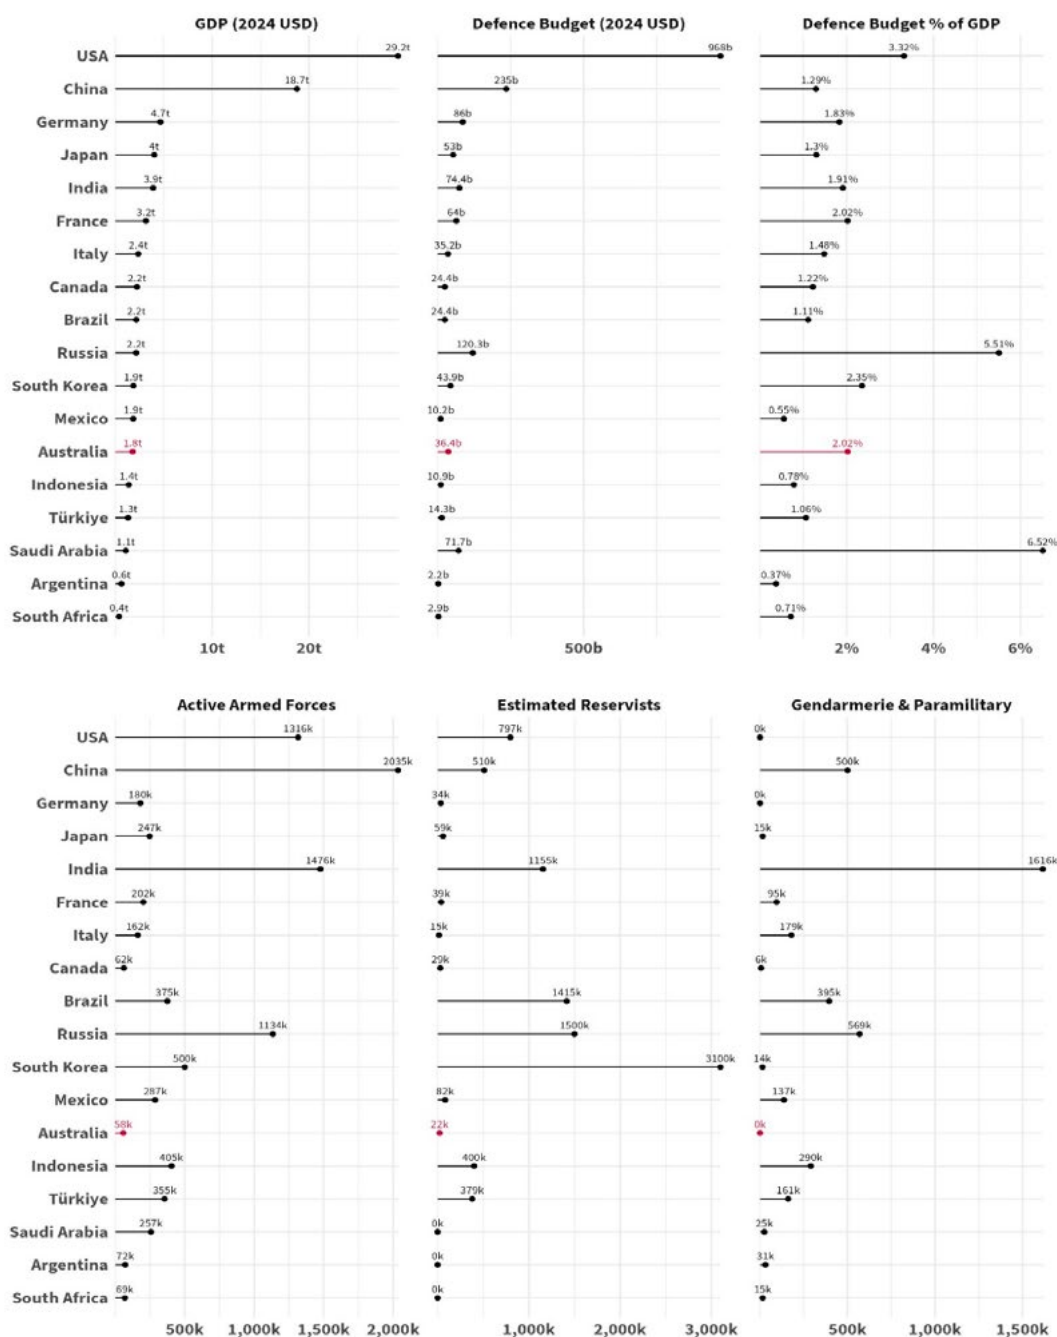 GDP (2024 USD) Defence Budget (2024 USD) Defence Budget % of GDP
USA 29.2t 968b 3.32%
China 18.7t 235b 1.29%
Germany 4.7t 86b 1.83%
Japan 4t 53b 1.3%
India 3.9t 74.4b 1.91%
France 3.2t 64b 2.02%
Italy 2.4t 35.2b 1.48%
Canada 2.2t 24.4b 1.22%
Brazil 2.2t 24.4b 1.11%
Russia 2.2t 120.3b 5.51%
South Korea 1.9t 43.9b 2.35%
Mexico 1.9t 10.2b 0.55%
Australia 1.8t 36.4b 2.02%
Indonesia 1.4t 10.9b 0.78%
Türkiye 1.3t 14.3b 1.06%
Saudi Arabia 1.1t 71.7b 6.52%
Argentina 0.6t 2.2b 0.37%
South Africa 0.4t 2.9b 0.71%
10t 20t 500b 2% 4% 6%
Active Armed Forces Estimated Reservists Gendarmerie & Paramilitary
USA 1316k 797k 0k
China 2035k 510k 500k
Germany 180k 34k 0k
Japan 247k 59k 15k
India 1476k 1155k 1616k
France 202k 39k 95k
Italy 162k 15k 179k
Canada 62k 29k 6k
Brazil 375k 1415k 395k
Russia 1134k 1500k 569k
South Korea 500k 3100k 14k
Mexico 287k 82k 137k
Australia 58k 22k 0k
Indonesia 405k 400k 290k
Türkiye 355k 379k 161k
Saudi Arabia 257k 0k 25k
Argentina 72k 0k 31k
South Africa 69k 0k 15k
500k 1,000k 1,500k 2,000k 1,000k 2,000k 3,000k 500k 1,000k 1,500k